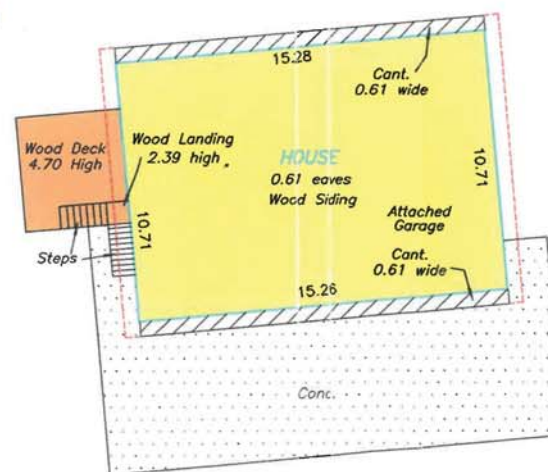 15.28
Cant.
0.61 wide
Wood Deck
4.70 High
Wood Landing
2.39 high
HOUSE
0.61 eaves
Wood Siding
10.71
10.71
Attached
Garage
Steps
Cant.
0.61 wide
15.26
Conc.